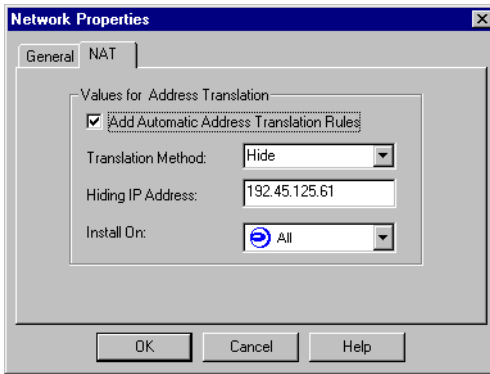 Network Properties
General NAT
Values for Address Translation
Add Automatic Address Translation Rules
Translation Method: Hide
Hiding IP Address: 192.45.125.61
Install On: All
OK Cancel Help